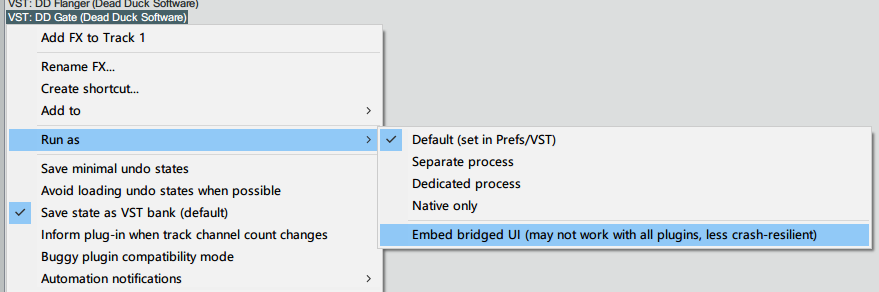 VST: DD Flanger (Dead Duck Software)
VST: DD Gate (Dead Duck Software)
Add FX to Track 1
Rename FX...
Create shortcut...
Add to
Run as
Default (set in Prefs/VST)
Separate process
Dedicated process
Native only
Embed bridged UI (may not work with all plugins, less crash-resilient)
Save minimal undo states
Avoid loading undo states when possible
Save state as VST bank (default)
Inform plug-in when track channel count changes
Buggy plugin compatibility mode
Automation notifications